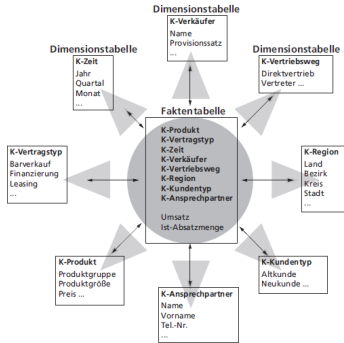 Dimensionstabelle
K-Verkäufer
Name
Provisionssatz
...
Dimensionstabelle
K-Zeit
Jahr
Quartal
Monat
...
Dimensionstabelle
K-Vertriebsweg
Direktvertrieb
Vertreter ...
Faktentabelle
K-Produkt
K-Vertragstyp
K-Zeit
K-Verkäufer
K-Vertriebsweg
K-Region
K-Kundentyp
K-Ansprechpartner
Umsatz
Ist-Absatzmenge
K-Vertragstyp
Barverkauf
Finanzierung
Leasing
...
K-Region
Land
Bezirk
Kreis
Stadt
...
K-Produkt
Produktgruppe
Produktgröße
Preis ...
K-Ansprechpartner
Name
Vorname
Tel.-Nr.
...
K-Kundentyp
Altkunde
Neukunde ...